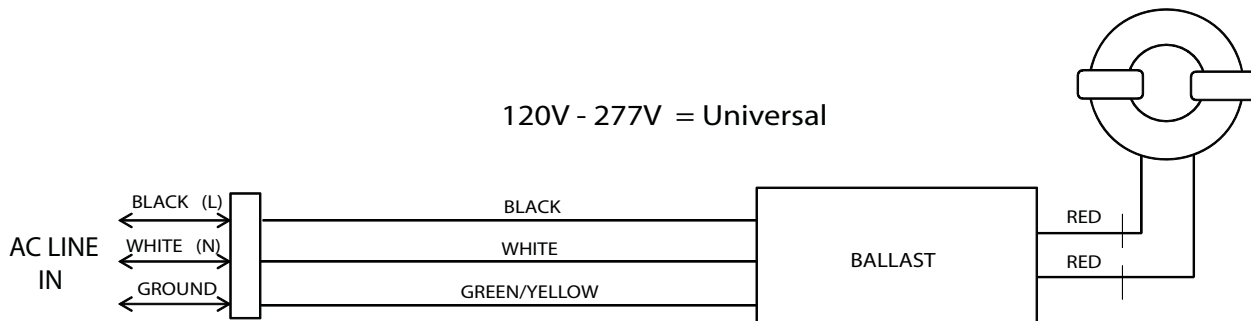 120V - 277V = Universal
BLACK (L)
BLACK
RED
AC LINE
IN
WHITE (N)
WHITE
BALLAST
RED
GROUND
GREEN/YELLOW